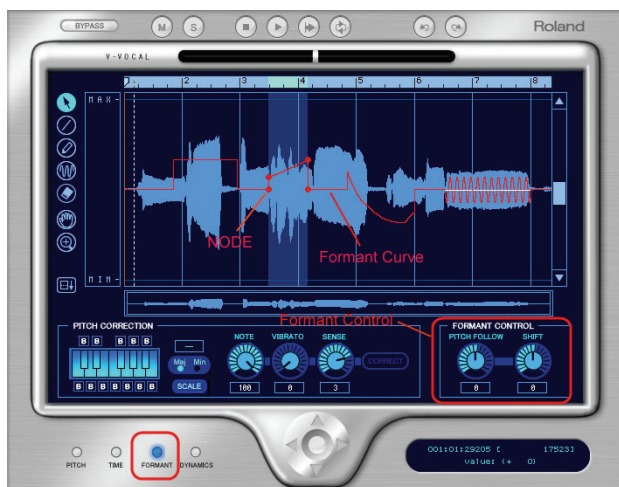 BYPASS M S Roland
V-VOCAL
1 2 3 4 5 6 7 8
MAX
NODE
Formant Curve
MIN
Formant Control
PITCH CORRECTION FORMANT CONTROL
B B B B B NOTE VIBRATO SENSE PITCH FOLLOW SHIFT
Maj Min CORRECT
B B B B B B B SCALE 100 0 3 0 0
PITCH TIME FORMANT DYNAMICS
001:01:29205 [ 17523]
value: (+ 0)